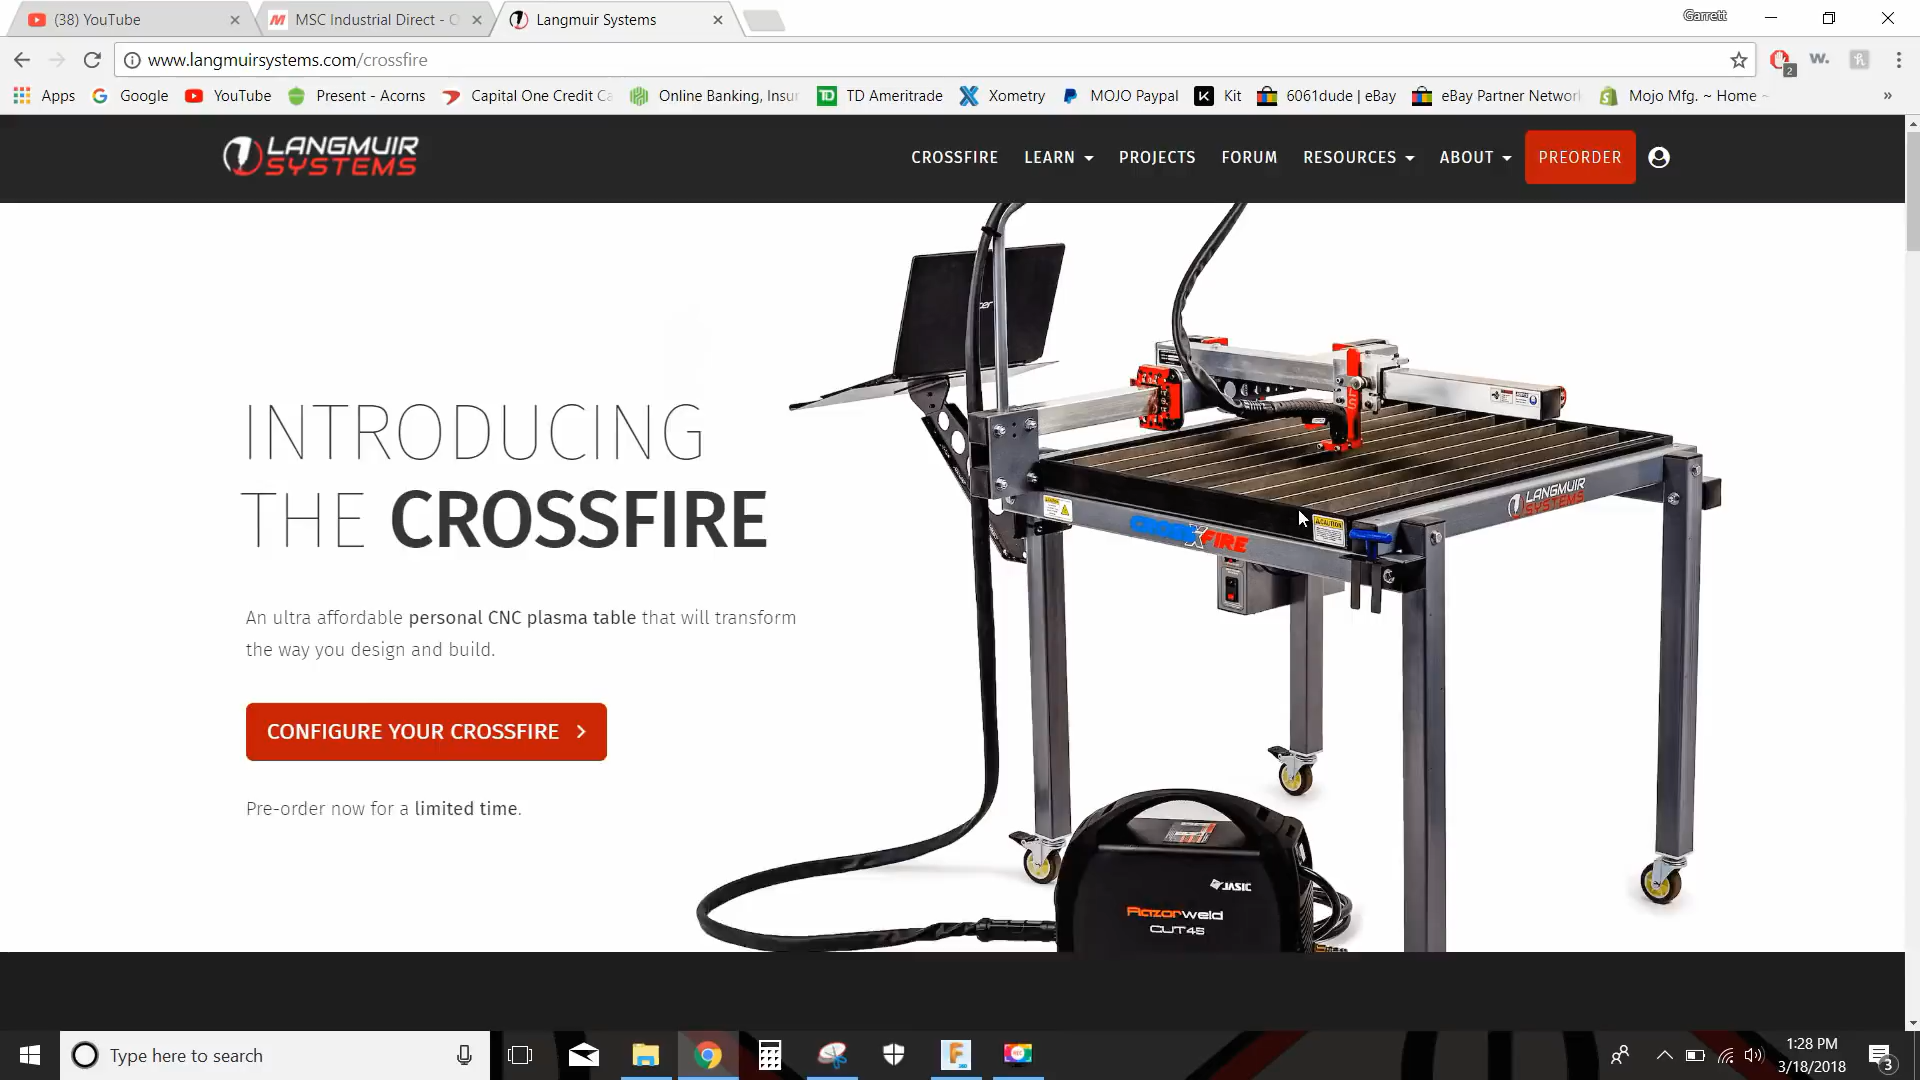 (38) YouTube
MSC Industrial Direct - O
Langmuir Systems
Garrett
www.langmuirsystems.com/crossfire
2
W.
Apps
Google
YouTube
Present - Acorns
Capital One Credit Ca
Online Banking, Insur
TD Ameritrade
Xometry
MOJO Paypal
Kit
6061dude | eBay
eBay Partner Network
Mojo Mfg. ~ Home ~
»
LANGMUIR
SYSTEMS
CROSSFIRE
LEARN
PROJECTS
FORUM
RESOURCES
ABOUT
PREORDER
INTRODUCING
THE CROSSFIRE
An ultra affordable personal CNC plasma table that will transform
the way you design and build.
CONFIGURE YOUR CROSSFIRE
Pre-order now for a limited time.
CROSSFIRE
CAUTION
LANGMUIR
SYSTEMS
JASIC
Razorweld
CUT45
Type here to search
1:28 PM
3/18/2018
3